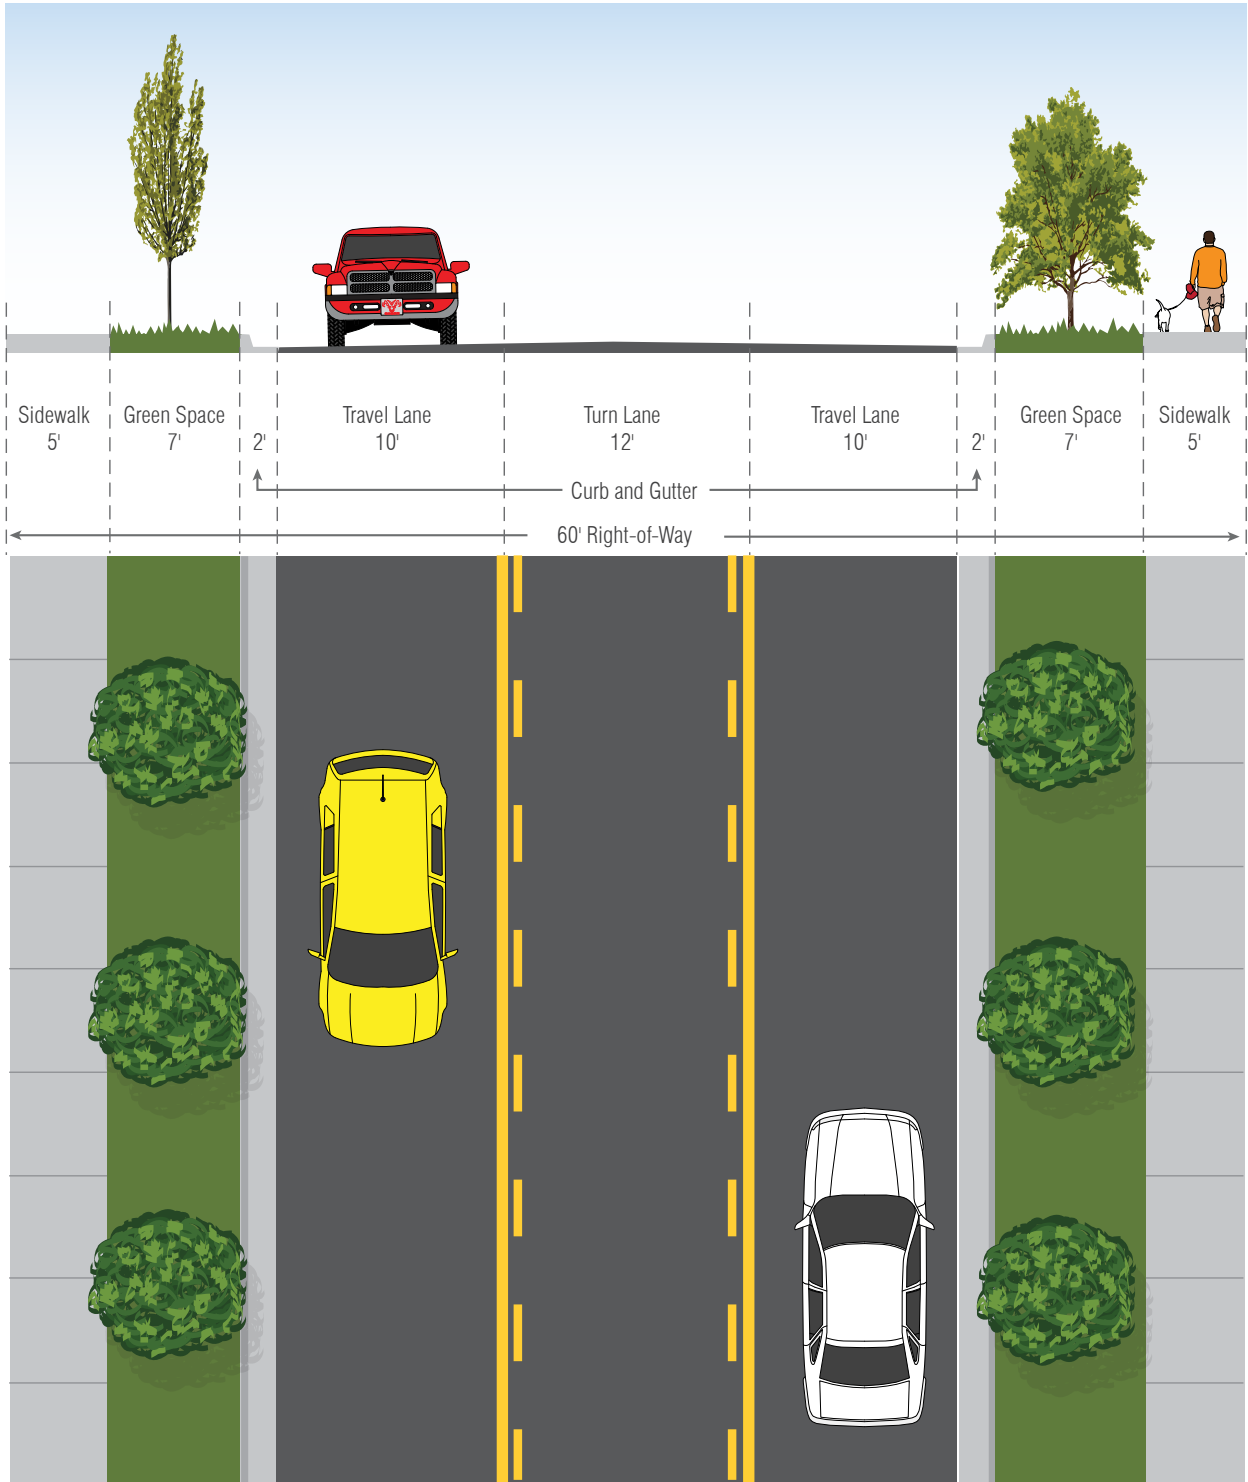 Sidewalk
5'
Green Space
7'
2'
Travel Lane
10'
Turn Lane
12'
Travel Lane
10'
2'
Green Space
7'
Sidewalk
5'
Curb and Gutter
60' Right-of-Way